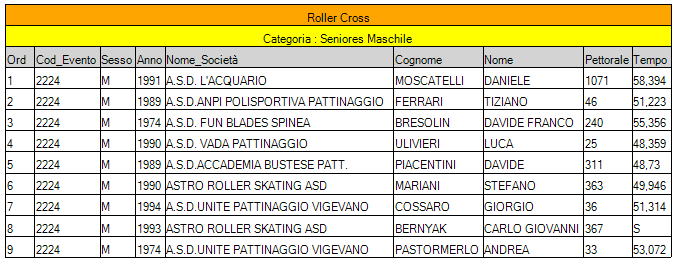 Roller Cross
Categoria : Seniores Maschile
Ord Cod_Evento Sesso Anno Nome_Società Cognome Nome Pettorale Tempo
1 2224 M 1991 A.S.D. L'ACQUARIO MOSCATELLI DANIELE 1071 58,394
2 2224 M 1989 A.S.D.ANPI POLISPORTIVA PATTINAGGIO FERRARI TIZIANO 46 51,223
3 2224 M 1974 A.S.D. FUN BLADES SPINEA BRESOLIN DAVIDE FRANCO 240 55,356
4 2224 M 1990 A.S.D. VADA PATTINAGGIO ULIVIERI LUCA 25 48,359
5 2224 M 1989 A.S.D.ACCADEMIA BUSTESE PATT. PIACENTINI DAVIDE 311 48,73
6 2224 M 1990 ASTRO ROLLER SKATING ASD MARIANI STEFANO 363 49,946
7 2224 M 1994 A.S.D.UNITE PATTINAGGIO VIGEVANO COSSARO GIORGIO 36 51,314
8 2224 M 1993 ASTRO ROLLER SKATING ASD BERNYAK CARLO GIOVANNI 367 S
9 2224 M 1974 A.S.D.UNITE PATTINAGGIO VIGEVANO PASTORMERLO ANDREA 33 53,072